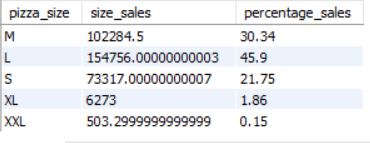 pizza_size size_sales percentage_sales
M 102284.5 30.34
L 154756.00000000003 45.9
S 73317.00000000007 21.75
XL 6273 1.86
XXL 503.2999999999999 0.15